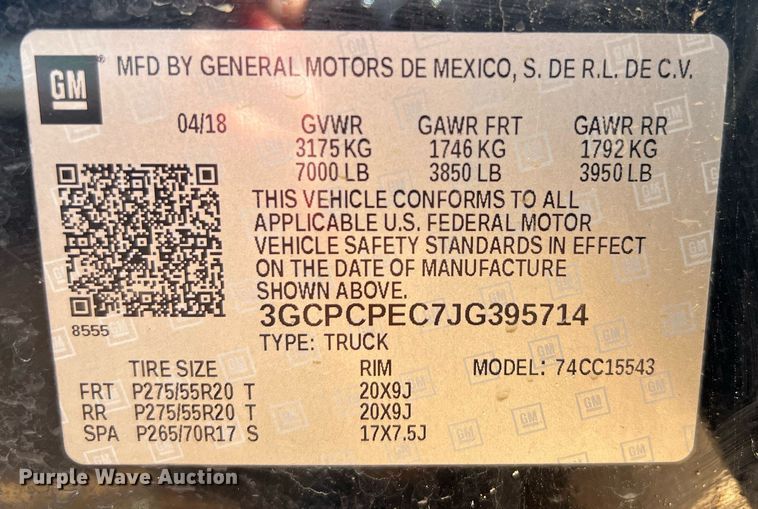 GM
MFD BY GENERAL MOTORS DE MEXICO, S. DE R.L. DE C.V.
04/18 GVWR GAWR FRT GAWR RR
3175 KG 1746 KG 1792 KG
7000 LB 3850 LB 3950 LB
THIS VEHICLE CONFORMS TO ALL
APPLICABLE U.S. FEDERAL MOTOR
VEHICLE SAFETY STANDARDS IN EFFECT
ON THE DATE OF MANUFACTURE
SHOWN ABOVE.
8555
3GCPCPEC7JG395714
TYPE: TRUCK
TIRE SIZE RIM MODEL: 74CC15543
FRT P275/55R20 T 20X9J
RR P275/55R20 T 20X9J
SPA P265/70R17 S 17X7.5J
Purple Wave Auction